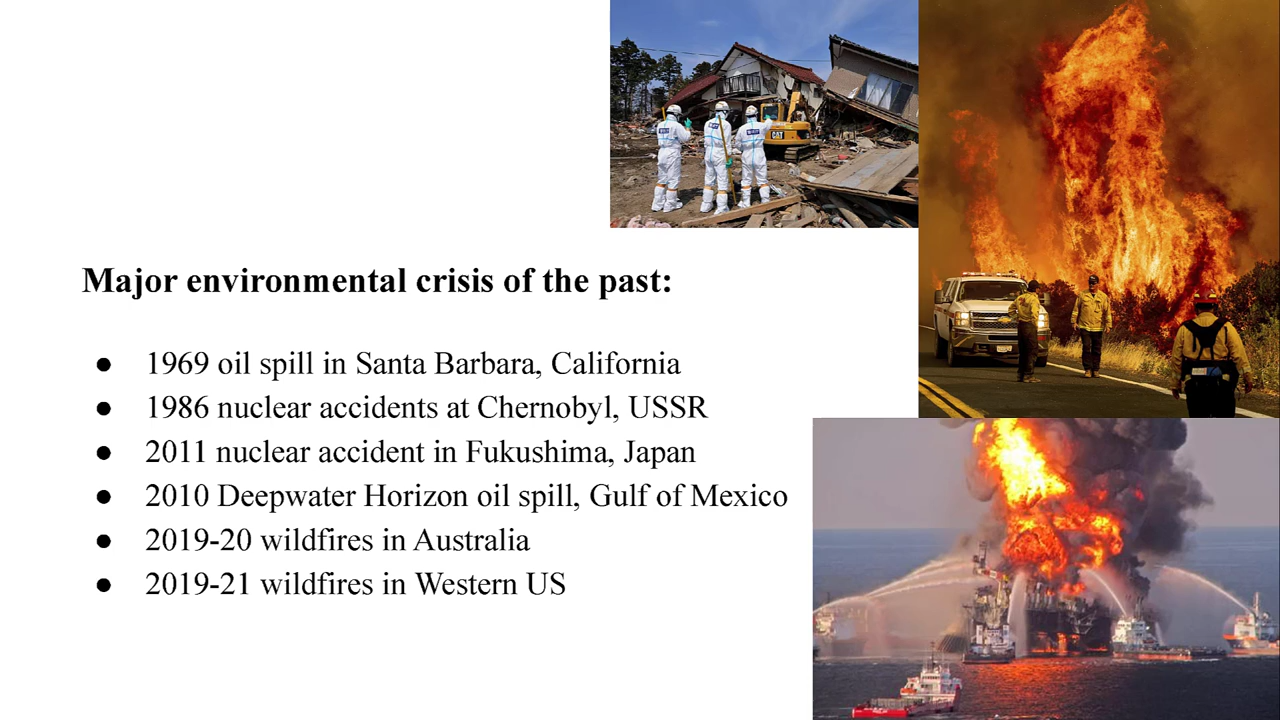 CAT
Major environmental crisis of the past:
● 1969 oil spill in Santa Barbara, California
● 1986 nuclear accidents at Chernobyl, USSR
● 2011 nuclear accident in Fukushima, Japan
● 2010 Deepwater Horizon oil spill, Gulf of Mexico
● 2019-20 wildfires in Australia
● 2019-21 wildfires in Western US